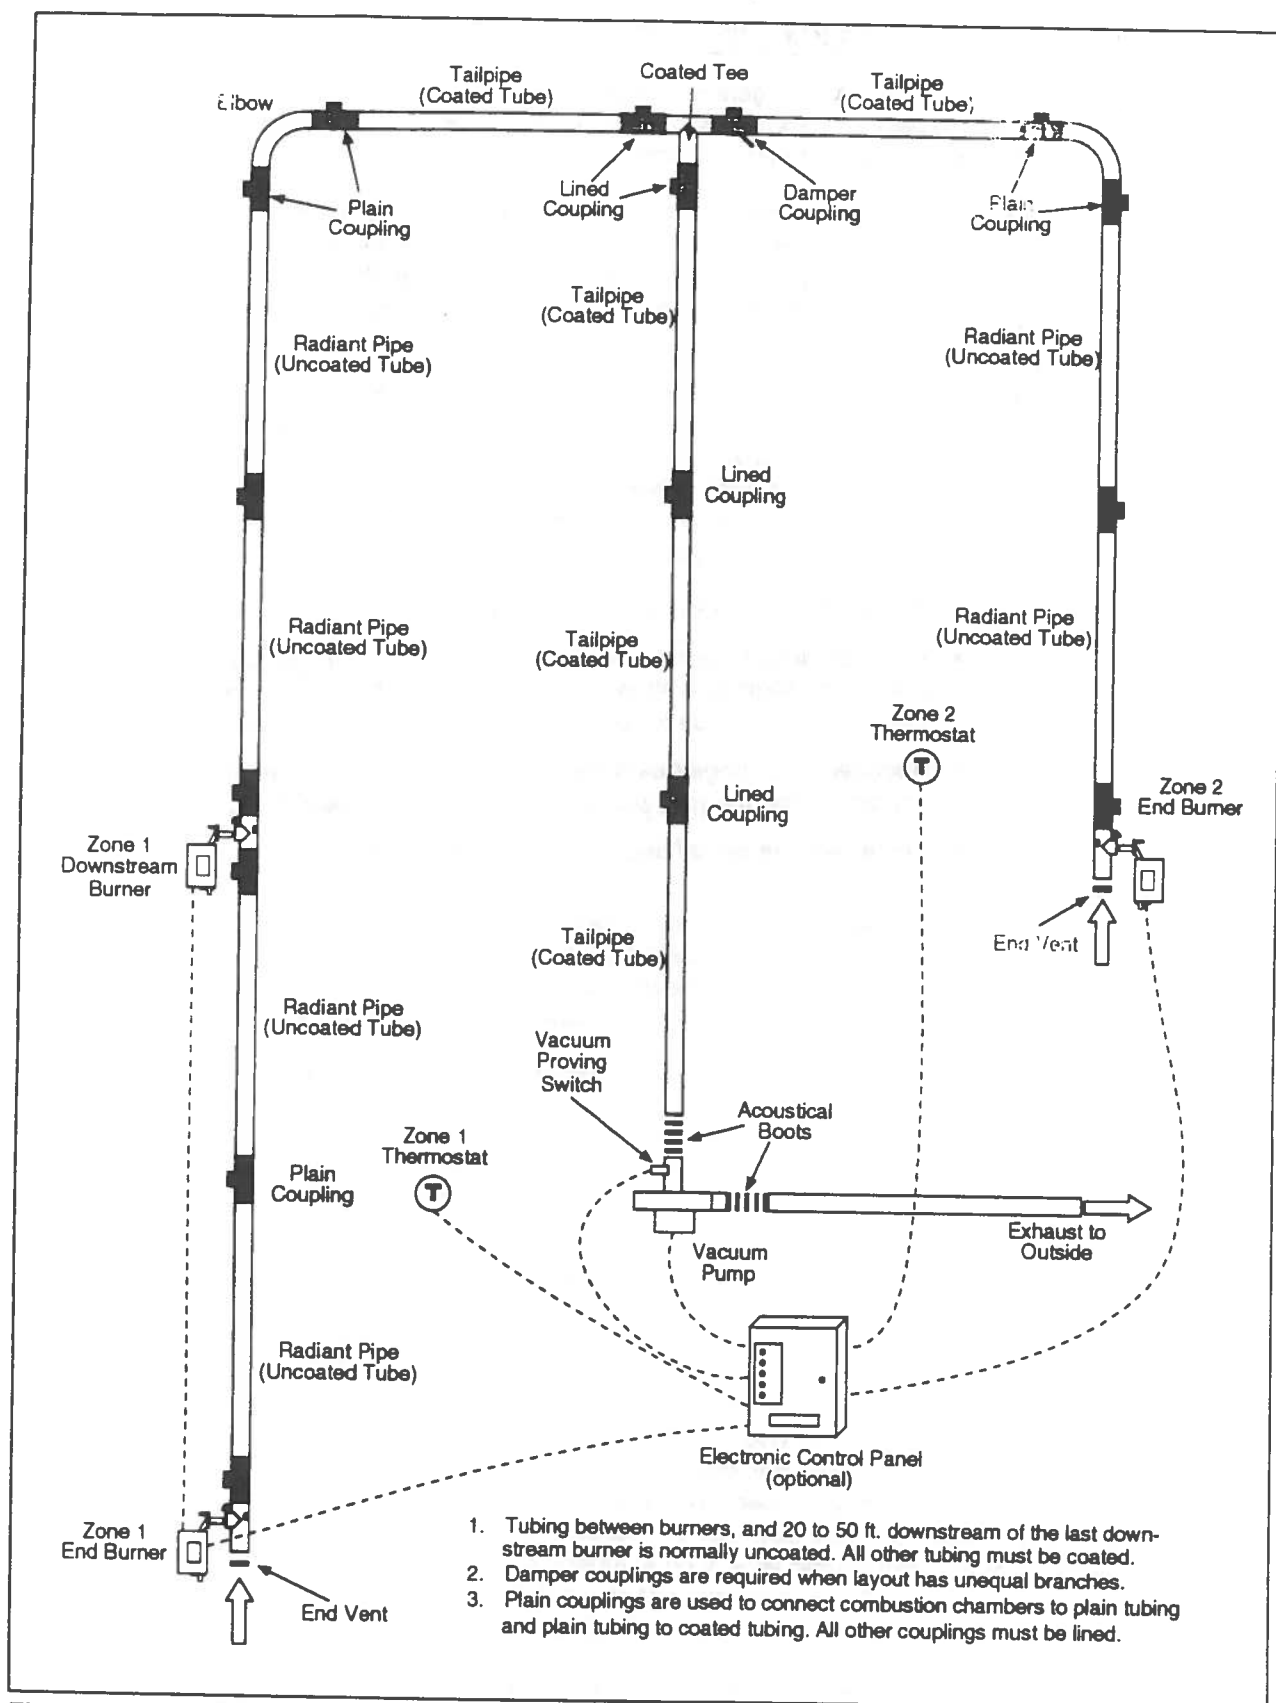 Tailpipe
(Coated Tube)
Coated Tee
Tailpipe
(Coated Tube)
Elbow
Plain
Coupling
Lined
Coupling
Damper
Coupling
Plain
Coupling
Tailpipe
(Coated Tube)
Radiant Pipe
(Uncoated Tube)
Radiant Pipe
(Uncoated Tube)
Lined
Coupling
Radiant Pipe
(Uncoated Tube)
Tailpipe
(Coated Tube)
Radiant Pipe
(Uncoated Tube)
Zone 2
Thermostat
T
Lined
Coupling
Zone 2
End Burner
Zone 1
Downstream
Burner
End Vent
Tailpipe
(Coated Tube)
Radiant Pipe
(Uncoated Tube)
Vacuum
Proving
Switch
Acoustical
Boots
Zone 1
Thermostat
T
Plain
Coupling
Exhaust to
Outside
Vacuum
Pump
Radiant Pipe
(Uncoated Tube)
Electronic Control Panel
(optional)
Zone 1
End Burner
End Vent
1. Tubing between burners, and 20 to 50 ft. downstream of the last down-
stream burner is normally uncoated. All other tubing must be coated.
2. Damper couplings are required when layout has unequal branches.
3. Plain couplings are used to connect combustion chambers to plain tubing
and plain tubing to coated tubing. All other couplings must be lined.